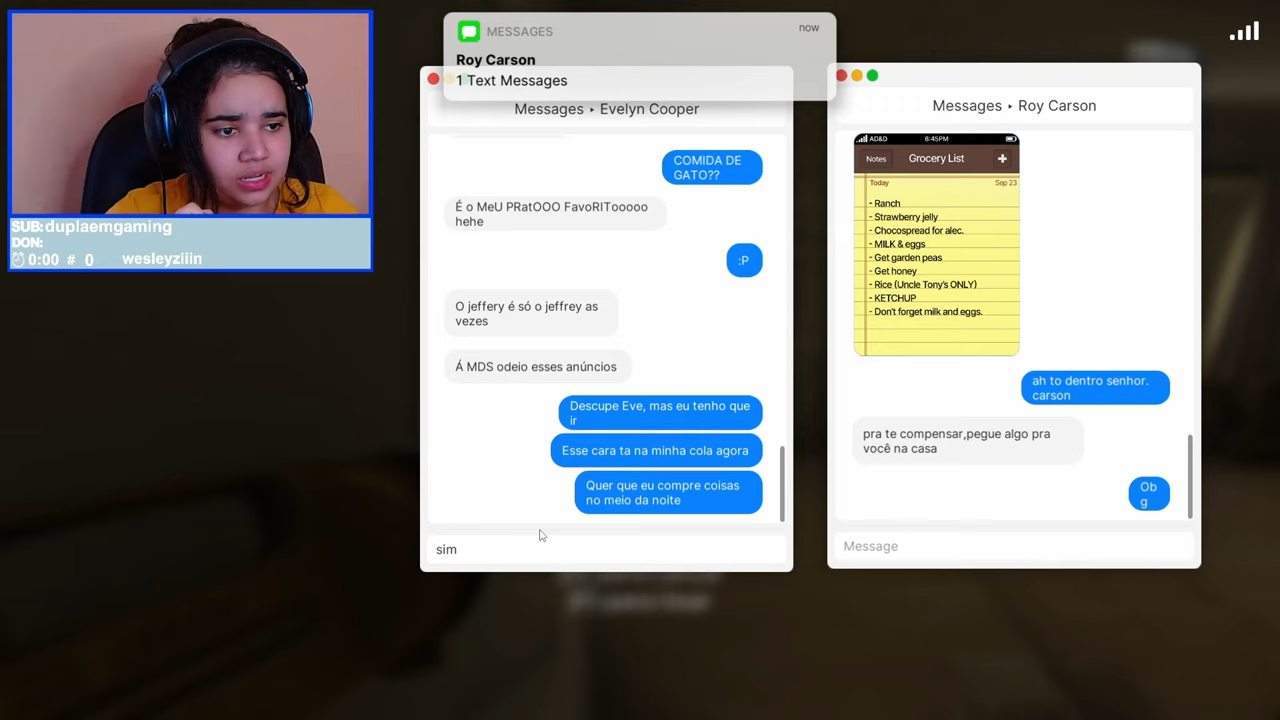 SUB:duplaemgaming
DON:
0:00 # 0 wesleyziiin
MESSAGES
now
Roy Carson
1 Text Messages
Messages ▸ Evelyn Cooper
COMIDA DE
GATO??
É o MeU PRatOOO FavoRITooooo
hehe
:P
O jeffery é só o jeffrey as
vezes
Á MDS odeio esses anúncios
Descupe Eve, mas eu tenho que
ir
Esse cara ta na minha cola agora
Quer que eu compre coisas
no meio da noite
sim
Messages ▸ Roy Carson
AD&D 8:45PM
Notes Grocery List +
Today Sep 23
- Ranch
- Strawberry jelly
- Chocospread for alec.
- MILK & eggs
- Get garden peas
- Get honey
- Rice (Uncle Tony's ONLY)
- KETCHUP
- Don't forget milk and eggs.
ah to dentro senhor.
carson
pra te compensar,pegue algo pra
você na casa
Ob
g
Message